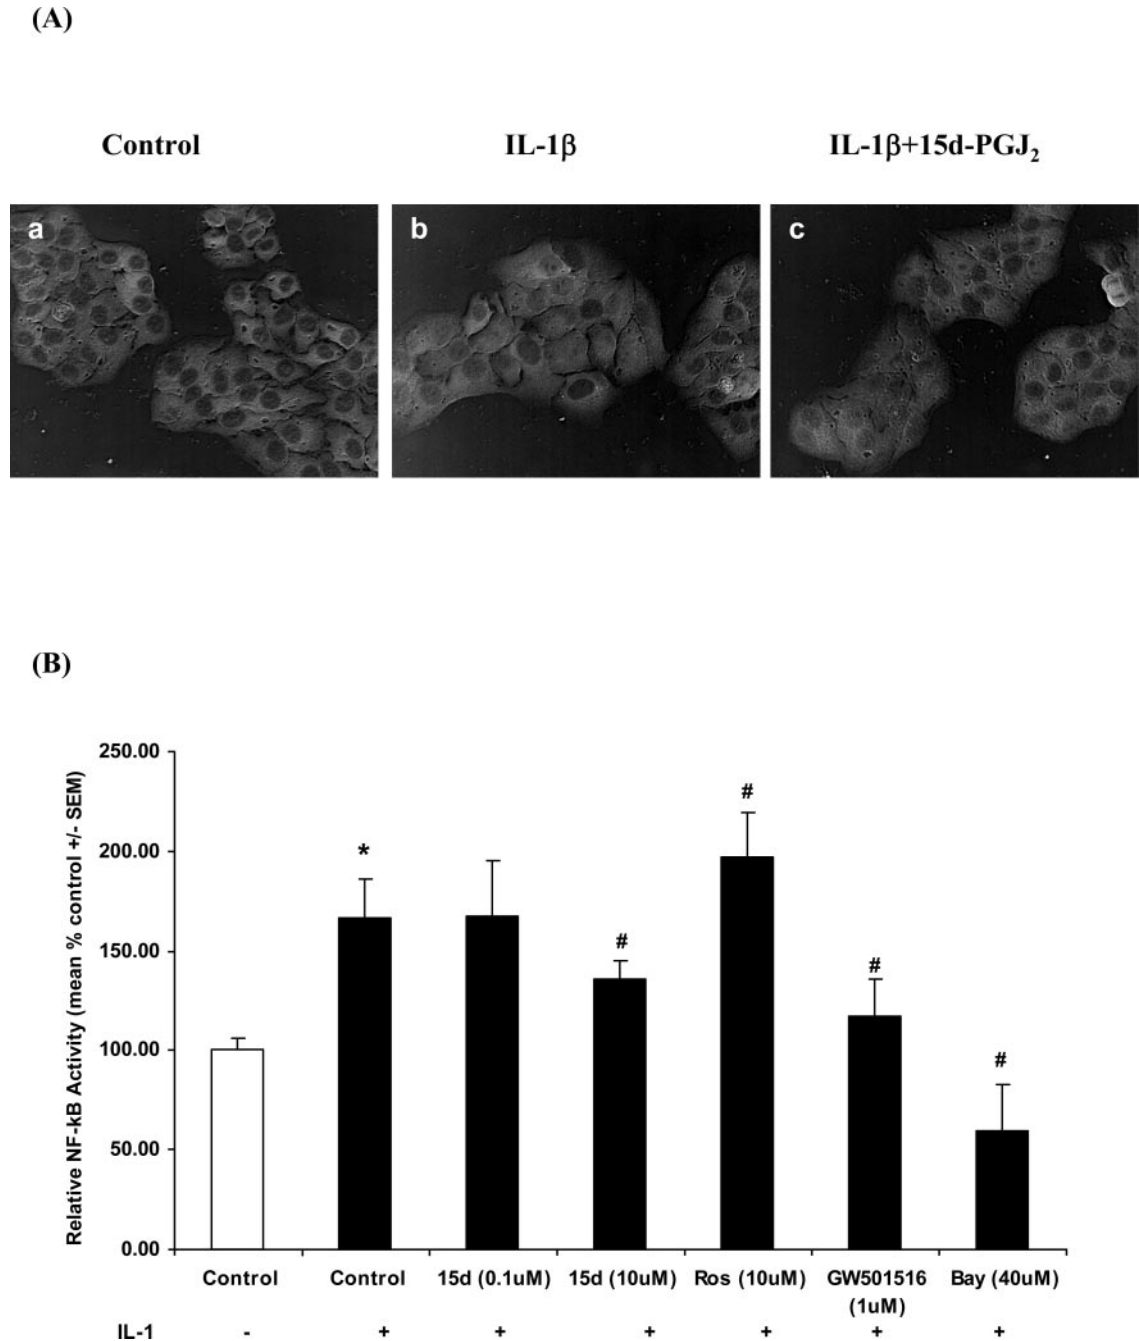 (A)
Control IL-1β IL-1β+15d-PGJ₂
a b c
(B)
Relative NF-kB Activity (mean % control +/- SEM)
250.00
200.00
150.00
100.00
50.00
0.00
* # # # #
Control Control 15d (0.1uM) 15d (10uM) Ros (10uM) GW501516 Bay (40uM)
(1uM)
IL-1 - + + + + + +